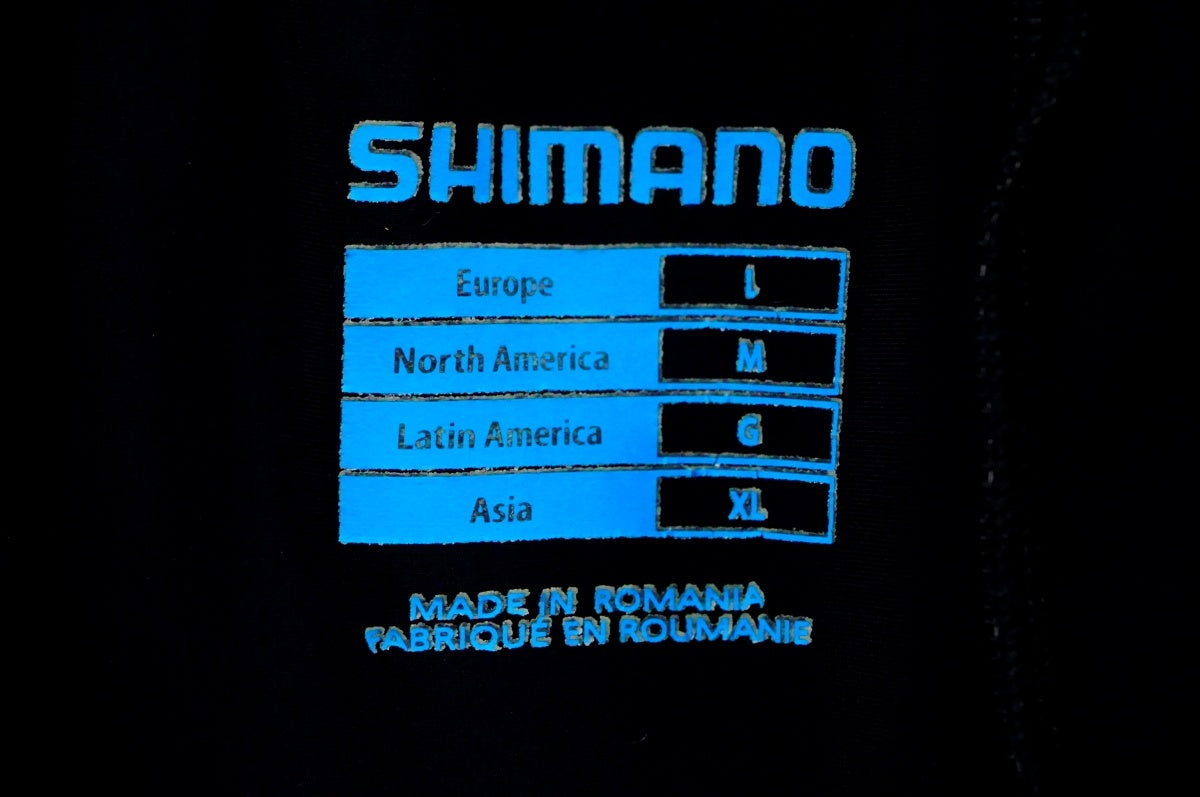 SHIMANO
Europe L
North America M
Latin America G
Asia XL
MADE IN ROMANIA
FABRIQUÉ EN ROUMANIE